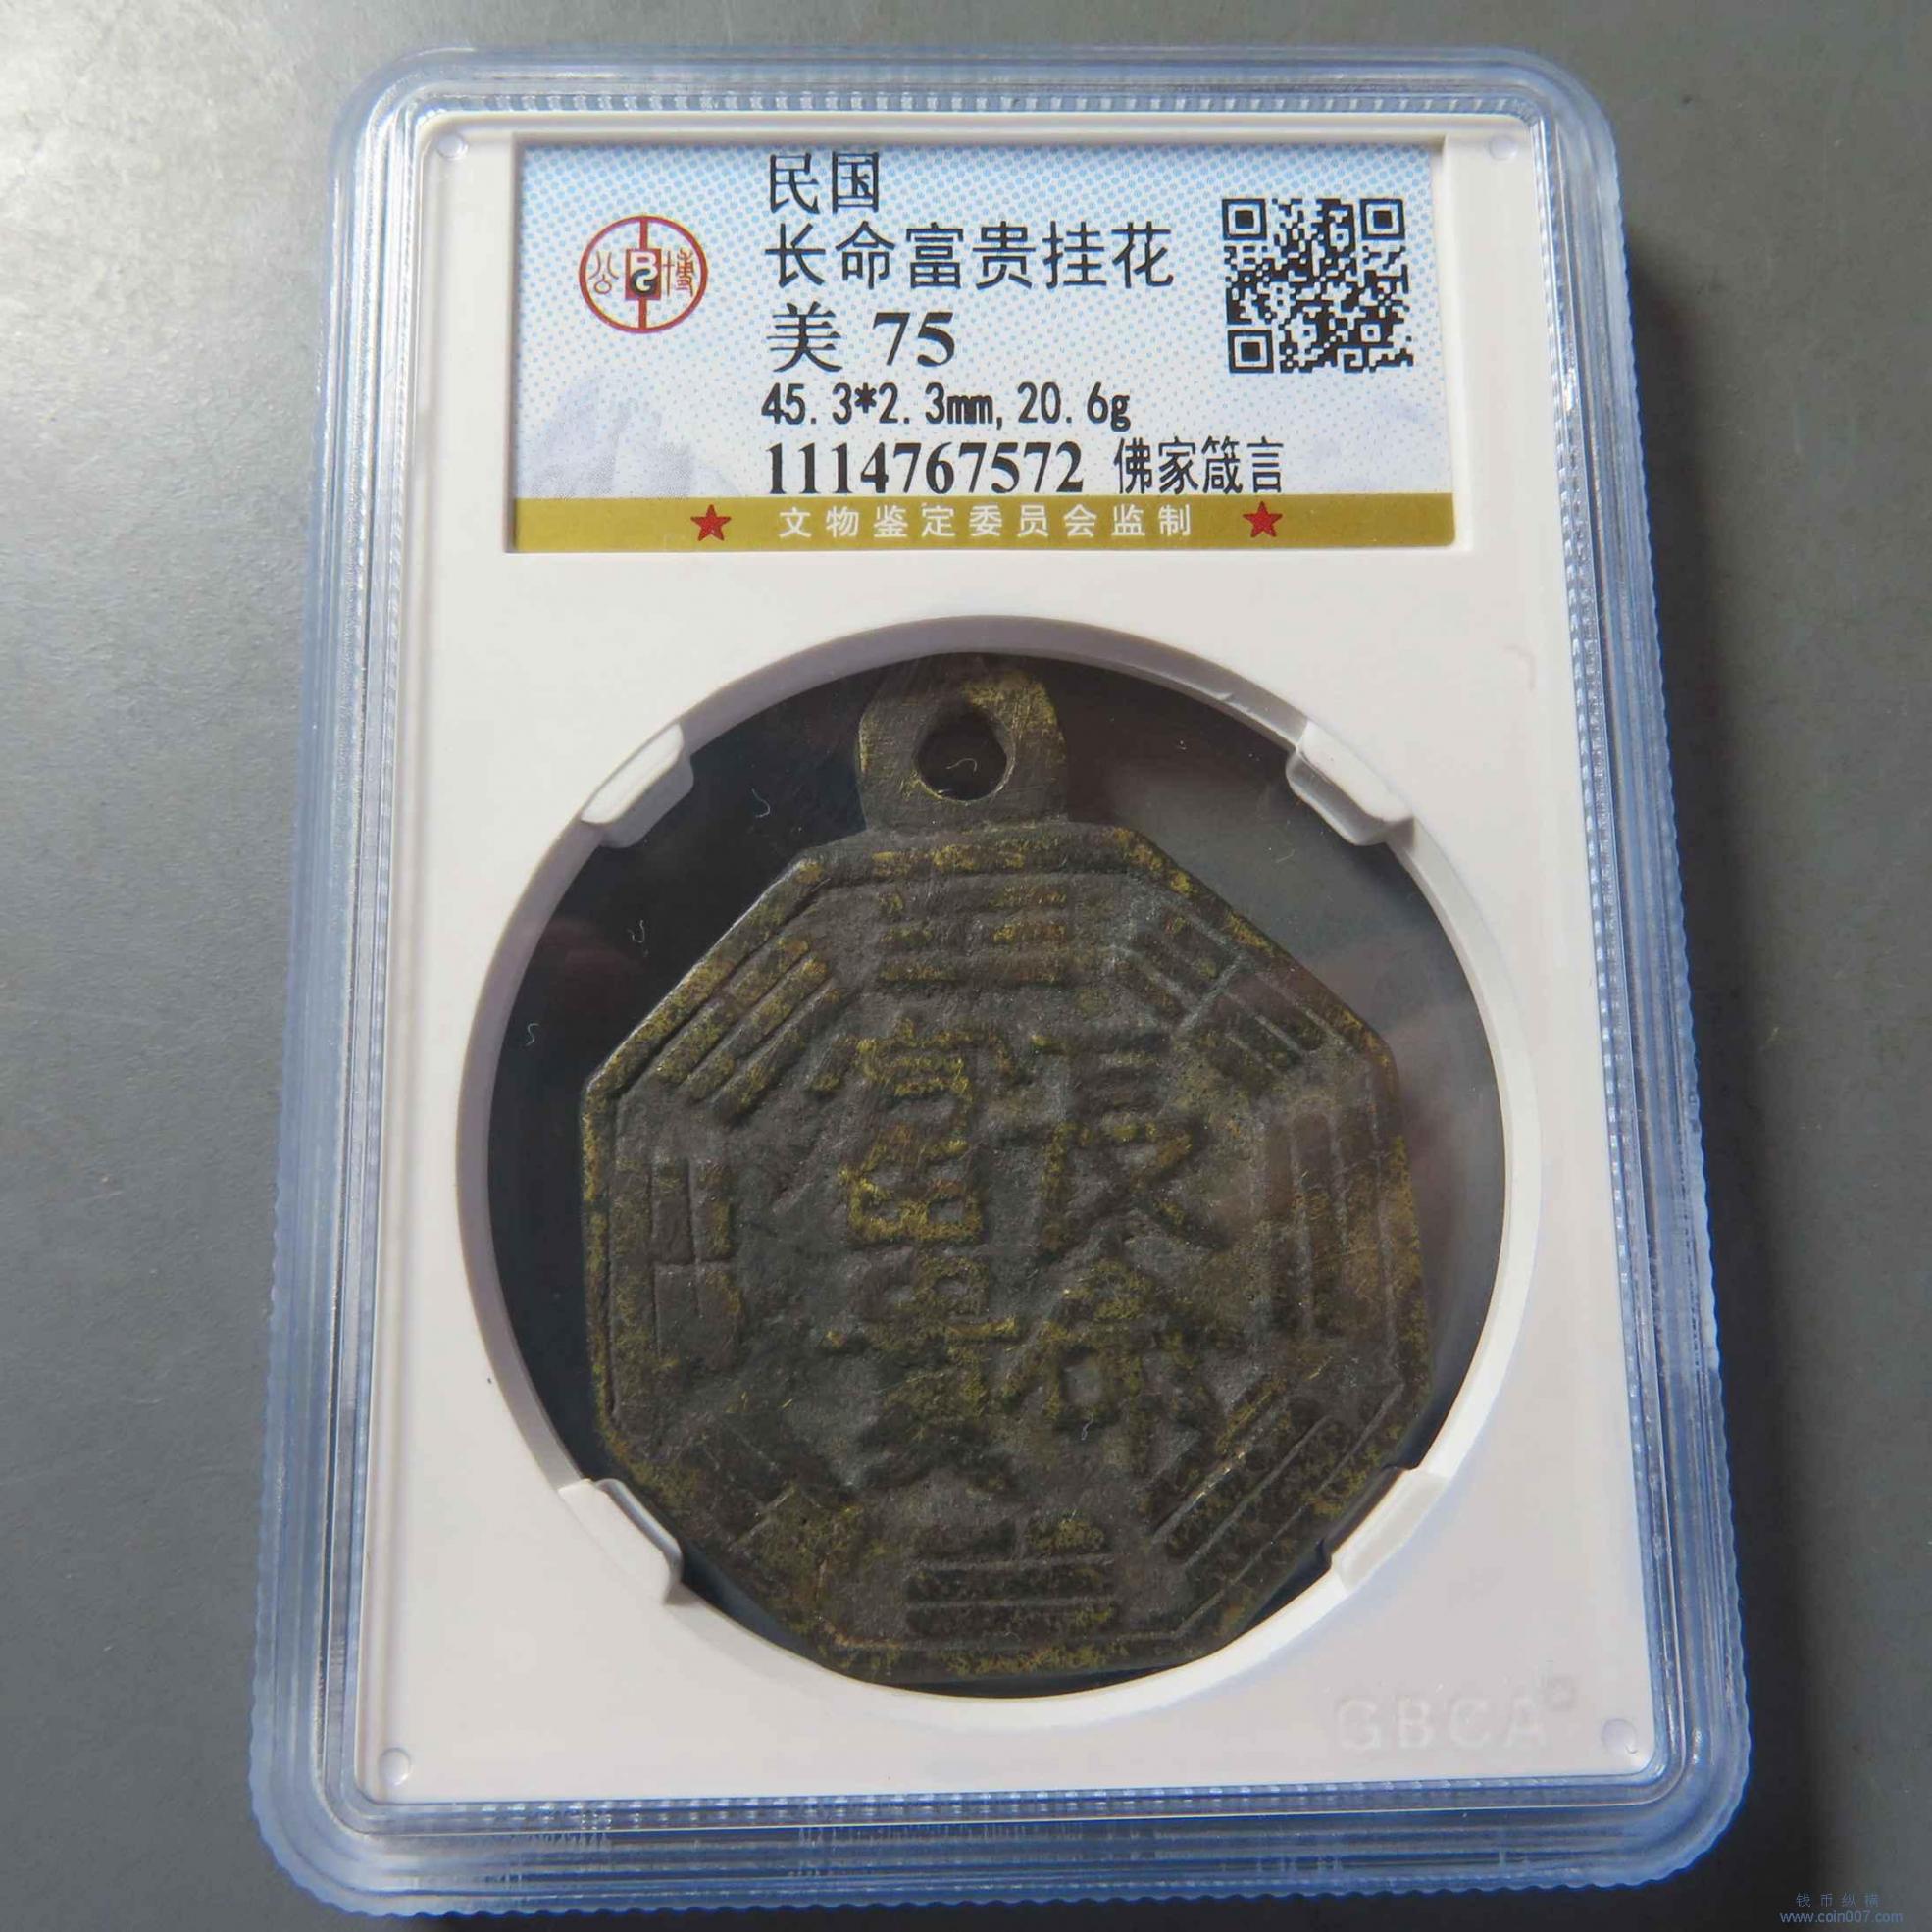 民国
公 博
长命富贵挂花
美 75
45.3*2.3mm,20.6g
1114767572 佛家箴言
★ 文物鉴定委员会监制 ★
長命
富貴
GBCA
钱币纵横
www.coin007.com